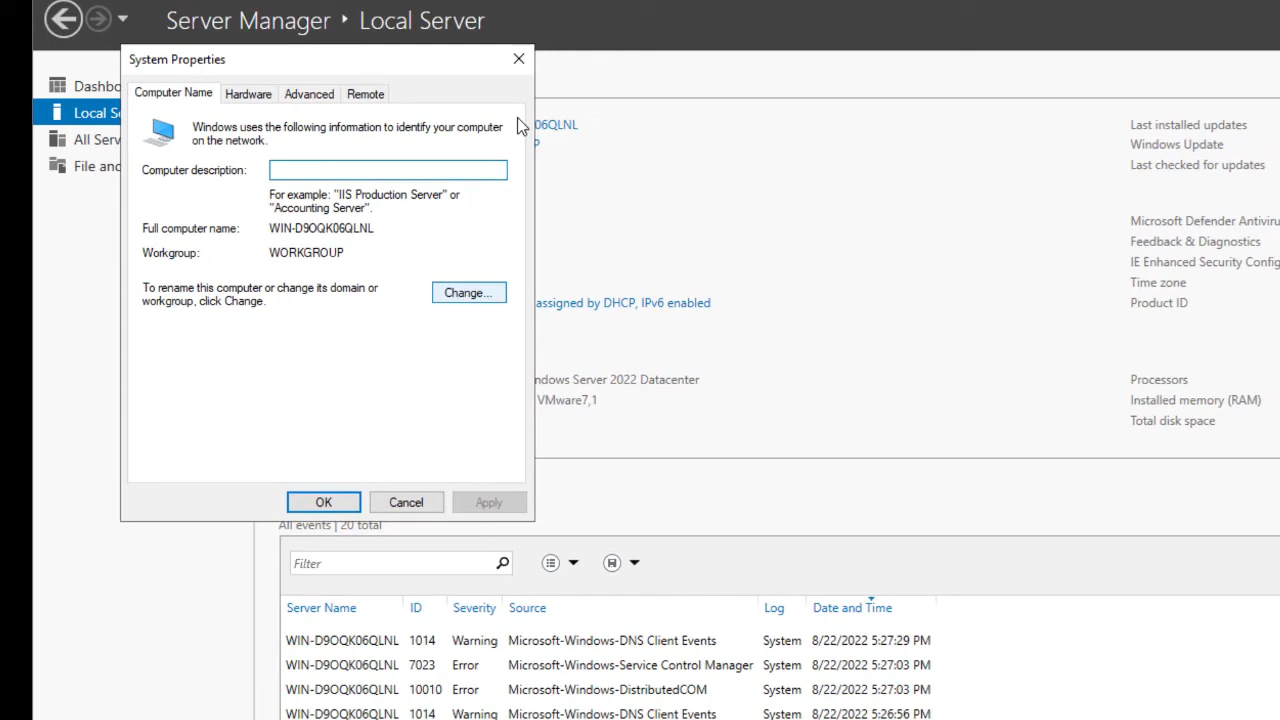 Server Manager ‣ Local Server
System Properties
Computer Name Hardware Advanced Remote
Windows uses the following information to identify your computer
on the network.
Computer description:
For example: "IIS Production Server" or
"Accounting Server".
Full computer name: WIN-D9OQK06QLNL
Workgroup: WORKGROUP
To rename this computer or change its domain or
workgroup, click Change.
Change...
OK Cancel Apply
Dashbo
Local Se
All Serv
File and
06QLNL
Last installed updates
Windows Update
Last checked for updates
Microsoft Defender Antiviru
Feedback & Diagnostics
IE Enhanced Security Config
Time zone
assigned by DHCP, IPv6 enabled
Product ID
ndows Server 2022 Datacenter
Processors
VMware7,1
Installed memory (RAM)
Total disk space
All events | 20 total
Filter
Server Name ID Severity Source Log Date and Time
WIN-D9OQK06QLNL 1014 Warning Microsoft-Windows-DNS Client Events System 8/22/2022 5:27:29 PM
WIN-D9OQK06QLNL 7023 Error Microsoft-Windows-Service Control Manager System 8/22/2022 5:27:03 PM
WIN-D9OQK06QLNL 10010 Error Microsoft-Windows-DistributedCOM System 8/22/2022 5:27:03 PM
WIN-D9OQK06QLNL 1014 Warning Microsoft-Windows-DNS Client Events System 8/22/2022 5:26:56 PM